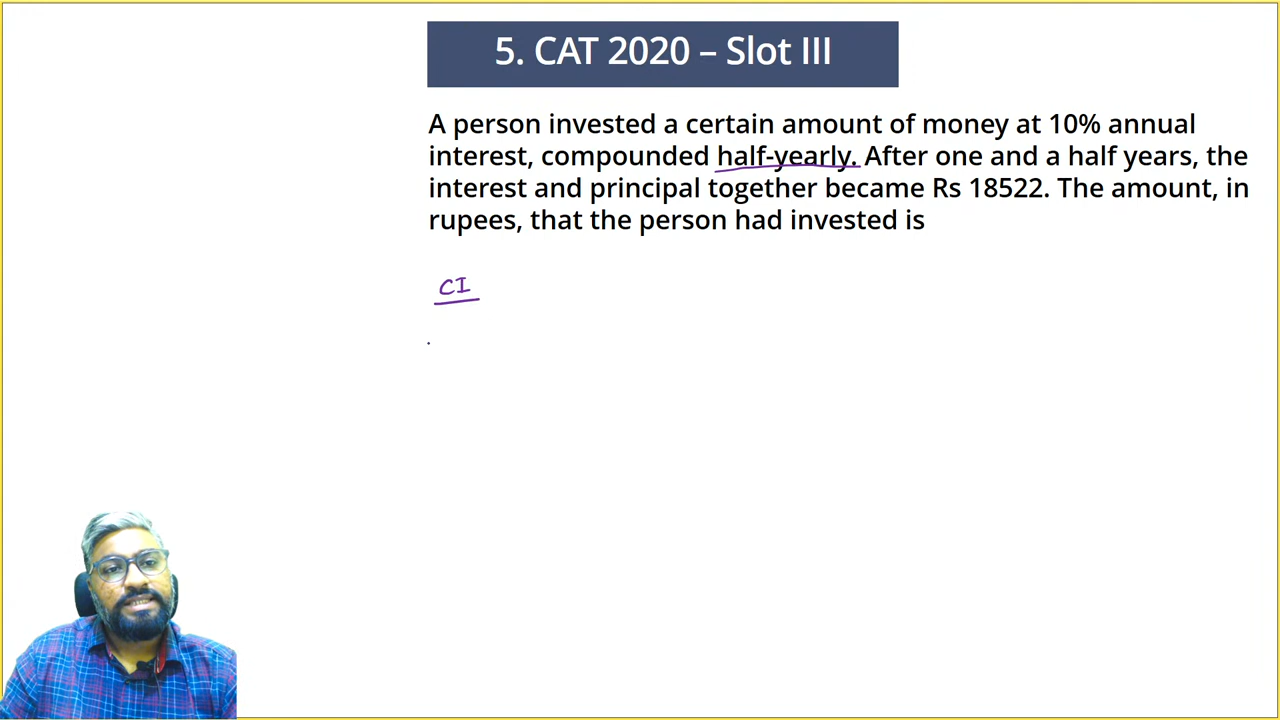 5. CAT 2020 – Slot III
A person invested a certain amount of money at 10% annual
interest, compounded half-yearly. After one and a half years, the
interest and principal together became Rs 18522. The amount, in
rupees, that the person had invested is
CI